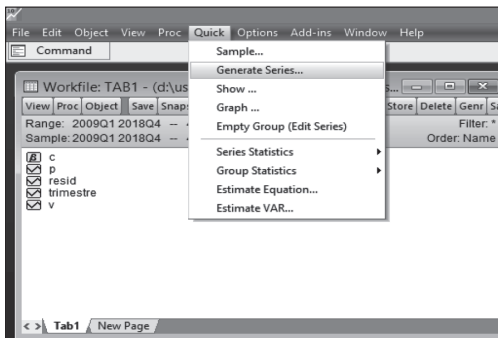 File Edit Object View Proc Quick Options Add-ins Window Help
Command
Sample...
Generate Series...
Show ...
Graph ...
Empty Group (Edit Series)
Series Statistics
Group Statistics
Estimate Equation...
Estimate VAR...
Workfile: TAB1 - (d:\us s...
View Proc Object Save Snap Store Delete Genr Sa
Range: 2009Q1 2018Q4 -- Filter: *
Sample: 2009Q1 2018Q4 -- Order: Name
c
p
resid
trimestre
v
Tab1 New Page